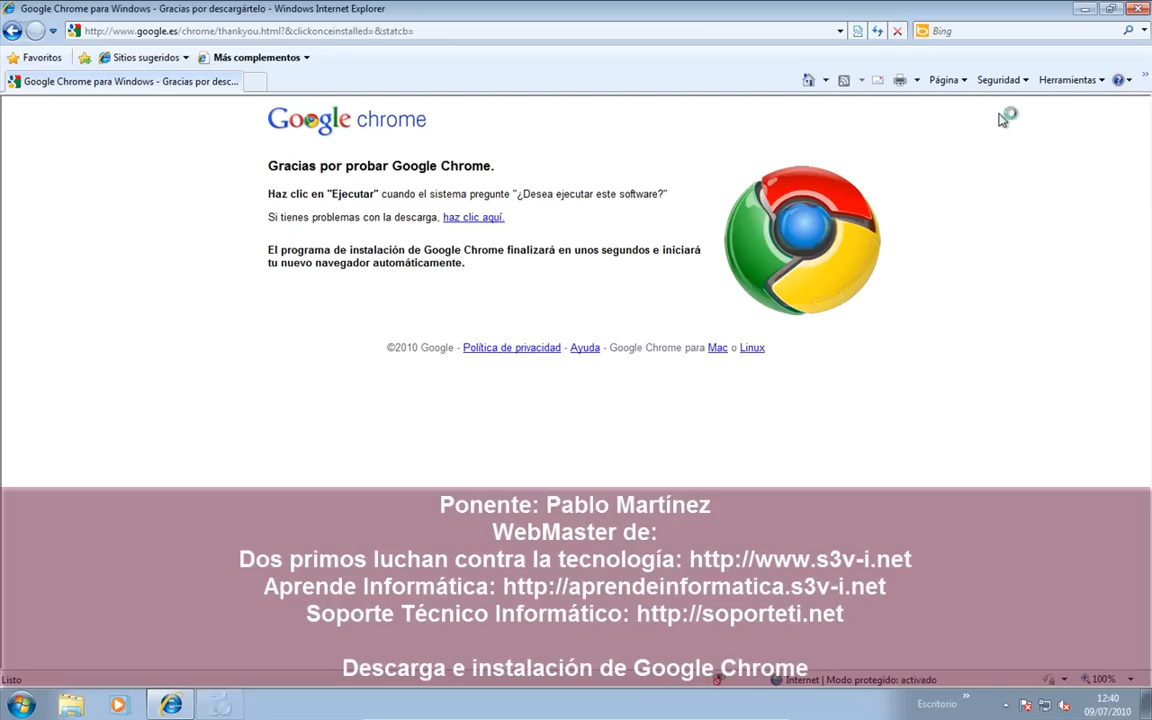 Google Chrome para Windows - Gracias por descargártelo - Windows Internet Explorer
http://www.google.es/chrome/thankyou.html?&clickonceinstalled=&statcb=
Bing
Favoritos
Sitios sugeridos
Más complementos
Google Chrome para Windows - Gracias por desc...
Página
Seguridad
Herramientas
Google chrome
Gracias por probar Google Chrome.
Haz clic en "Ejecutar" cuando el sistema pregunte "¿Desea ejecutar este software?"
Si tienes problemas con la descarga, haz clic aquí.
El programa de instalación de Google Chrome finalizará en unos segundos e iniciará
tu nuevo navegador automáticamente.
©2010 Google - Política de privacidad - Ayuda - Google Chrome para Mac o Linux
Ponente: Pablo Martínez
WebMaster de:
Dos primos luchan contra la tecnología: http://www.s3v-i.net
Aprende Informática: http://aprendeinformatica.s3v-i.net
Soporte Técnico Informático: http://soporteti.net
Descarga e instalación de Google Chrome
Listo
Internet | Modo protegido: activado
100%
Escritorio
12:40
09/07/2010